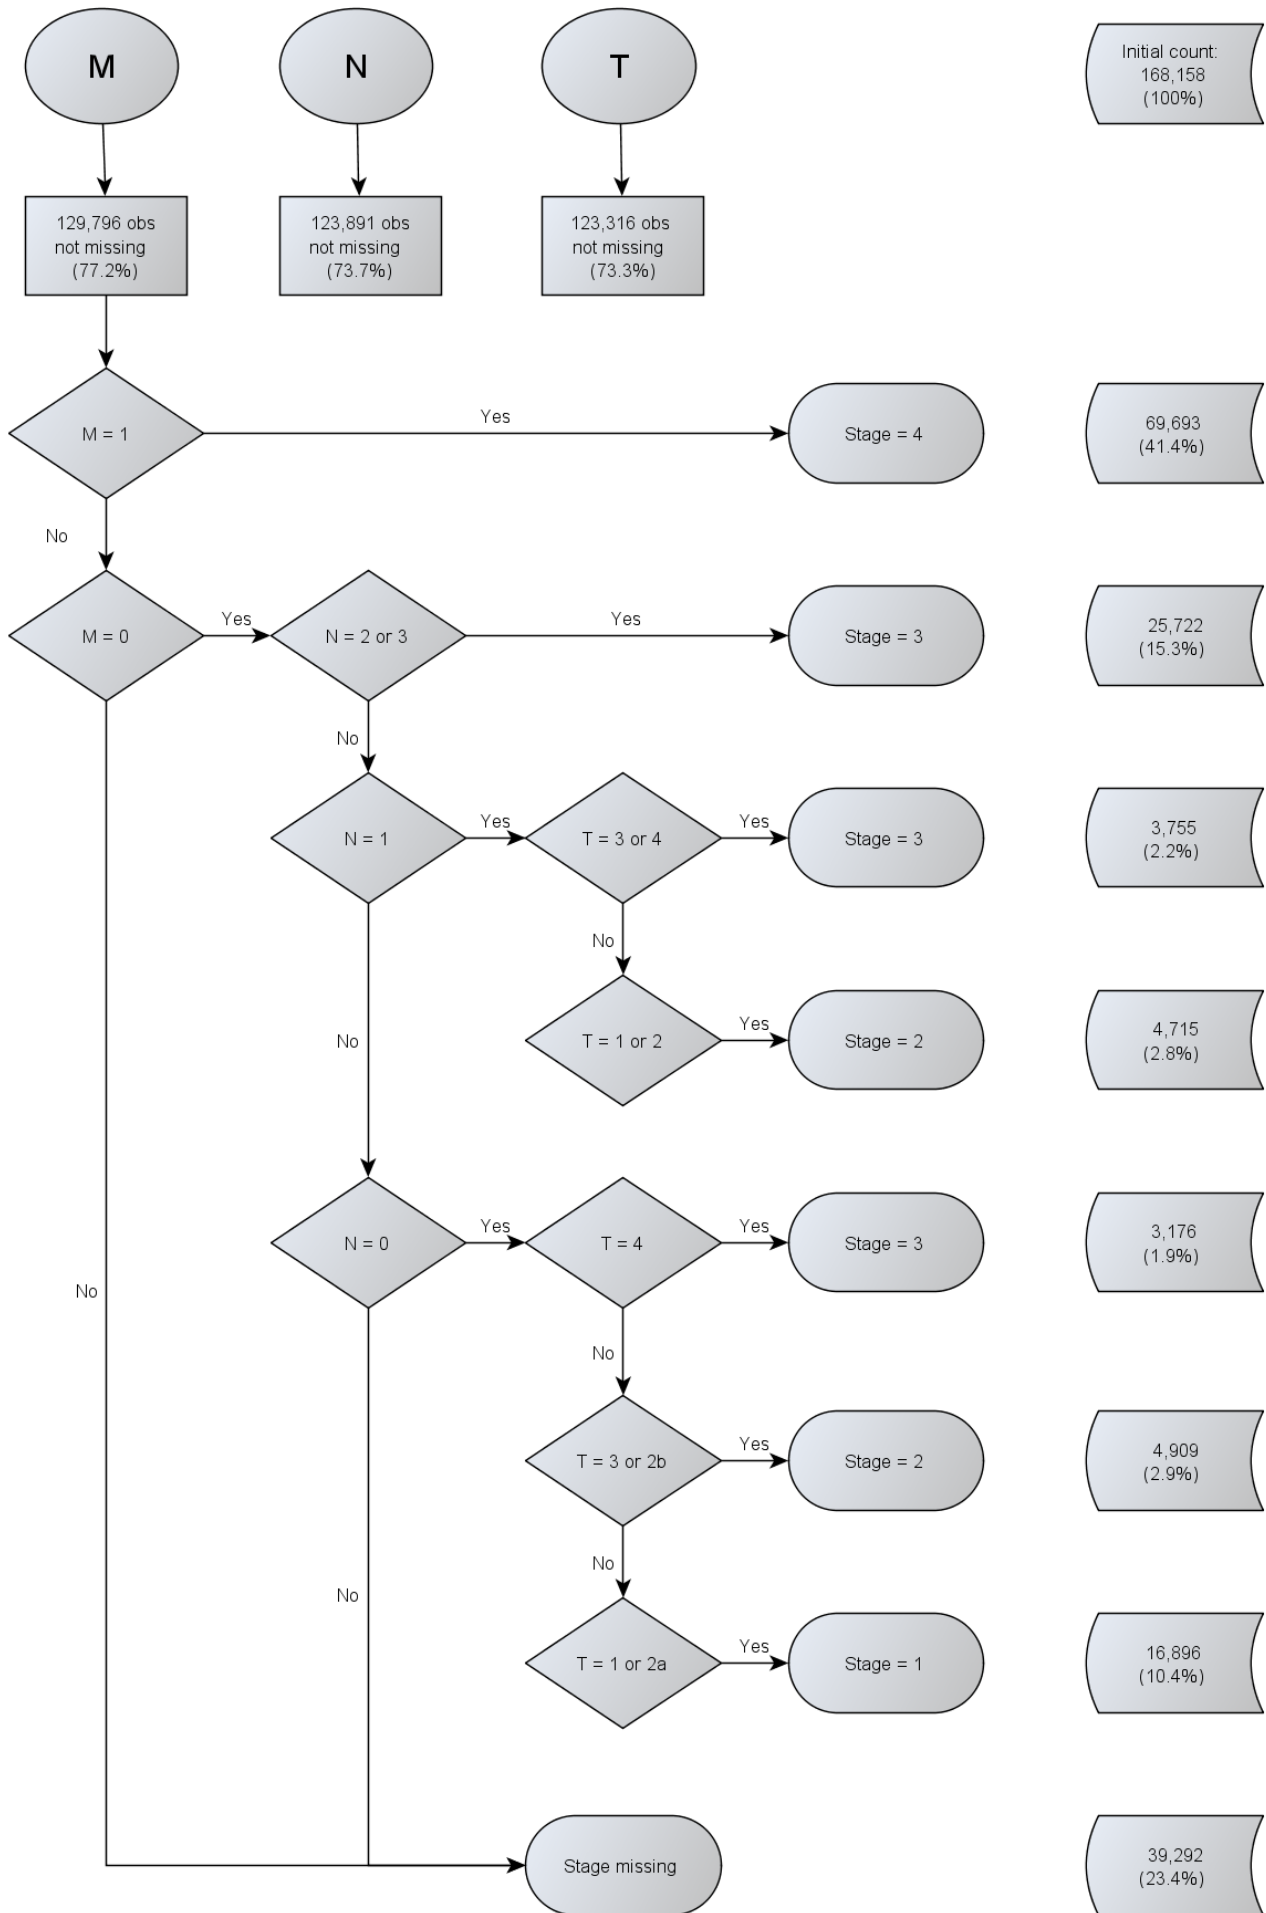 M
N
T
Initial count:
168,158
(100%)
129,796 obs
not missing
(77.2%)
123,891 obs
not missing
(73.7%)
123,316 obs
not missing
(73.3%)
M = 1
Yes
Stage = 4
69,693
(41.4%)
No
M = 0
Yes
N = 2 or 3
Yes
Stage = 3
25,722
(15.3%)
No
N = 1
Yes
T = 3 or 4
Yes
Stage = 3
3,755
(2.2%)
No
No
T = 1 or 2
Yes
Stage = 2
4,715
(2.8%)
N = 0
Yes
T = 4
Yes
Stage = 3
3,176
(1.9%)
No
No
T = 3 or 2b
Yes
Stage = 2
4,909
(2.9%)
No
No
T = 1 or 2a
Yes
Stage = 1
16,896
(10.4%)
Stage missing
39,292
(23.4%)